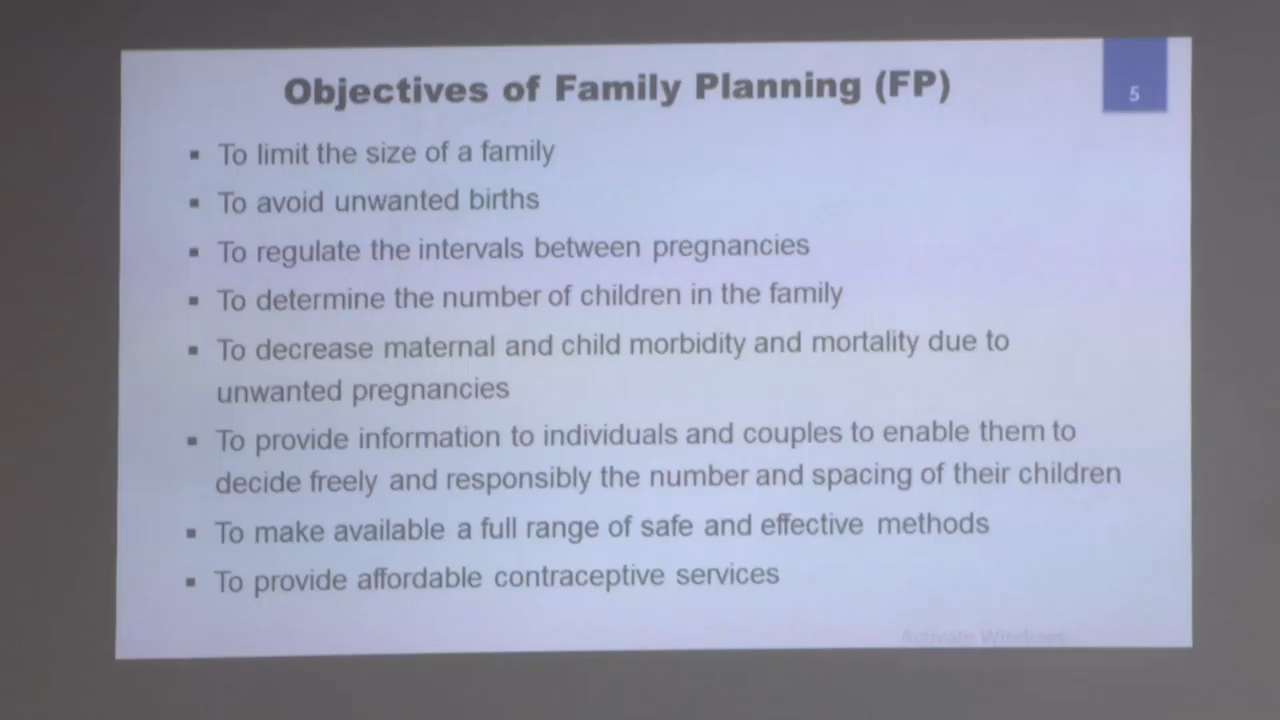 Objectives of Family Planning (FP)
5
▪ To limit the size of a family
▪ To avoid unwanted births
▪ To regulate the intervals between pregnancies
▪ To determine the number of children in the family
▪ To decrease maternal and child morbidity and mortality due to
unwanted pregnancies
▪ To provide information to individuals and couples to enable them to
decide freely and responsibly the number and spacing of their children
▪ To make available a full range of safe and effective methods
▪ To provide affordable contraceptive services
Activate Windows